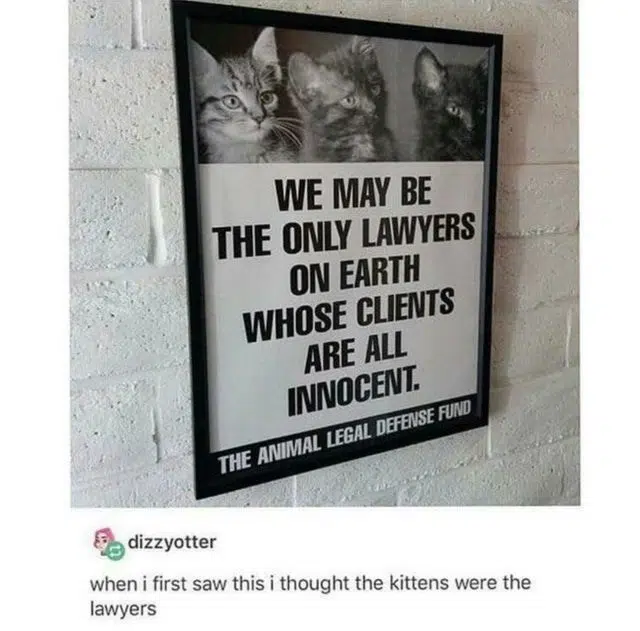 WE MAY BE
THE ONLY LAWYERS
ON EARTH
WHOSE CLIENTS
ARE ALL
INNOCENT.
THE ANIMAL LEGAL DEFENSE FUND
dizzyotter
when i first saw this i thought the kittens were the
lawyers